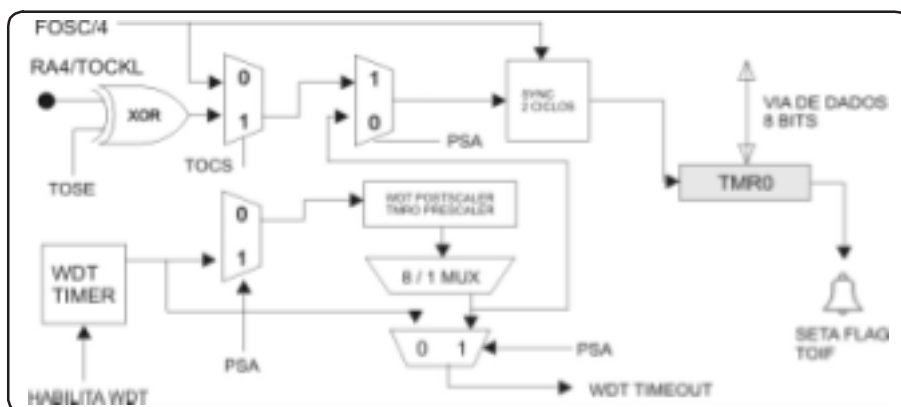 FOSC/4
RA4/TOCKL
XOR
TOSE
0
1
TOCS
1
0
PSA
SYNC
2 CICLOS
VIA DE DADOS
8 BITS
TMR0
SETA FLAG
TOIF
WDT POSTSCALER
TMRO PRESCALER
0
1
WDT
TIMER
8 / 1 MUX
PSA
0 1
PSA
WDT TIMEOUT
HABILITA WDT